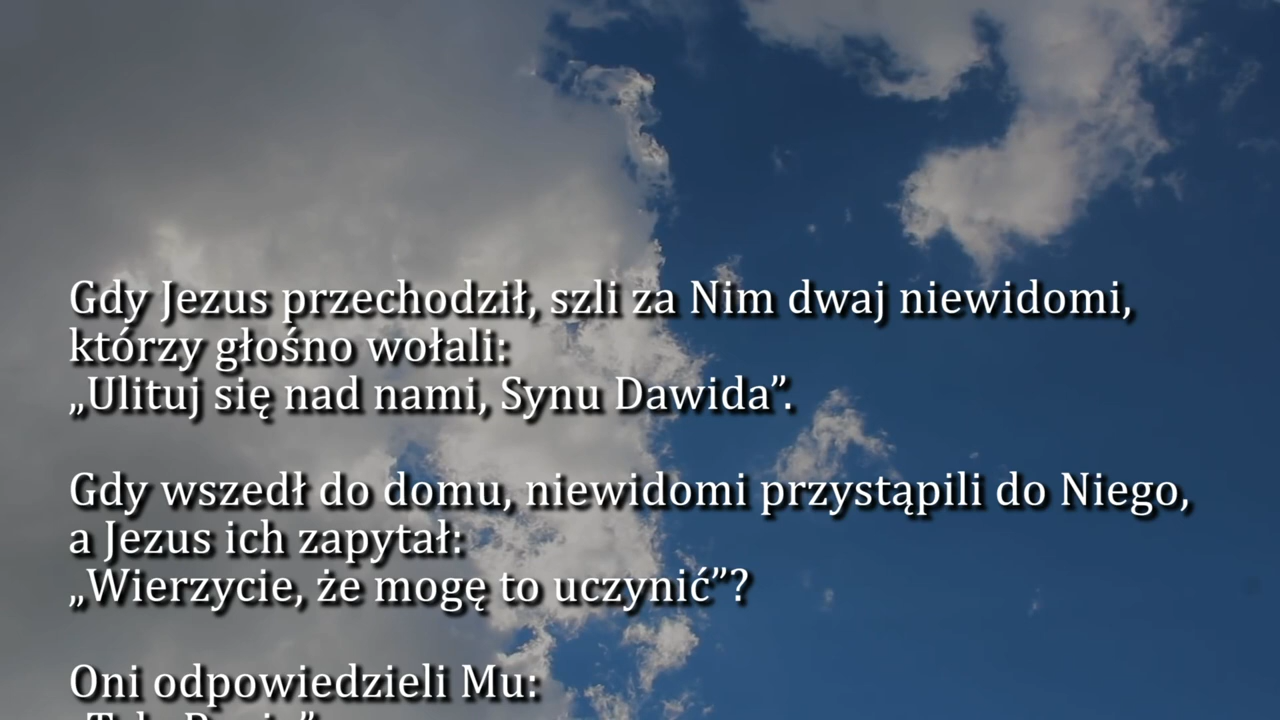 Gdy Jezus przechodził, szli za Nim dwaj niewidomi,
którzy głośno wołali:
„Ulituj się nad nami, Synu Dawida”.
Gdy wszedł do domu, niewidomi przystąpili do Niego,
a Jezus ich zapytał:
„Wierzycie, że mogę to uczynić”?
Oni odpowiedzieli Mu: